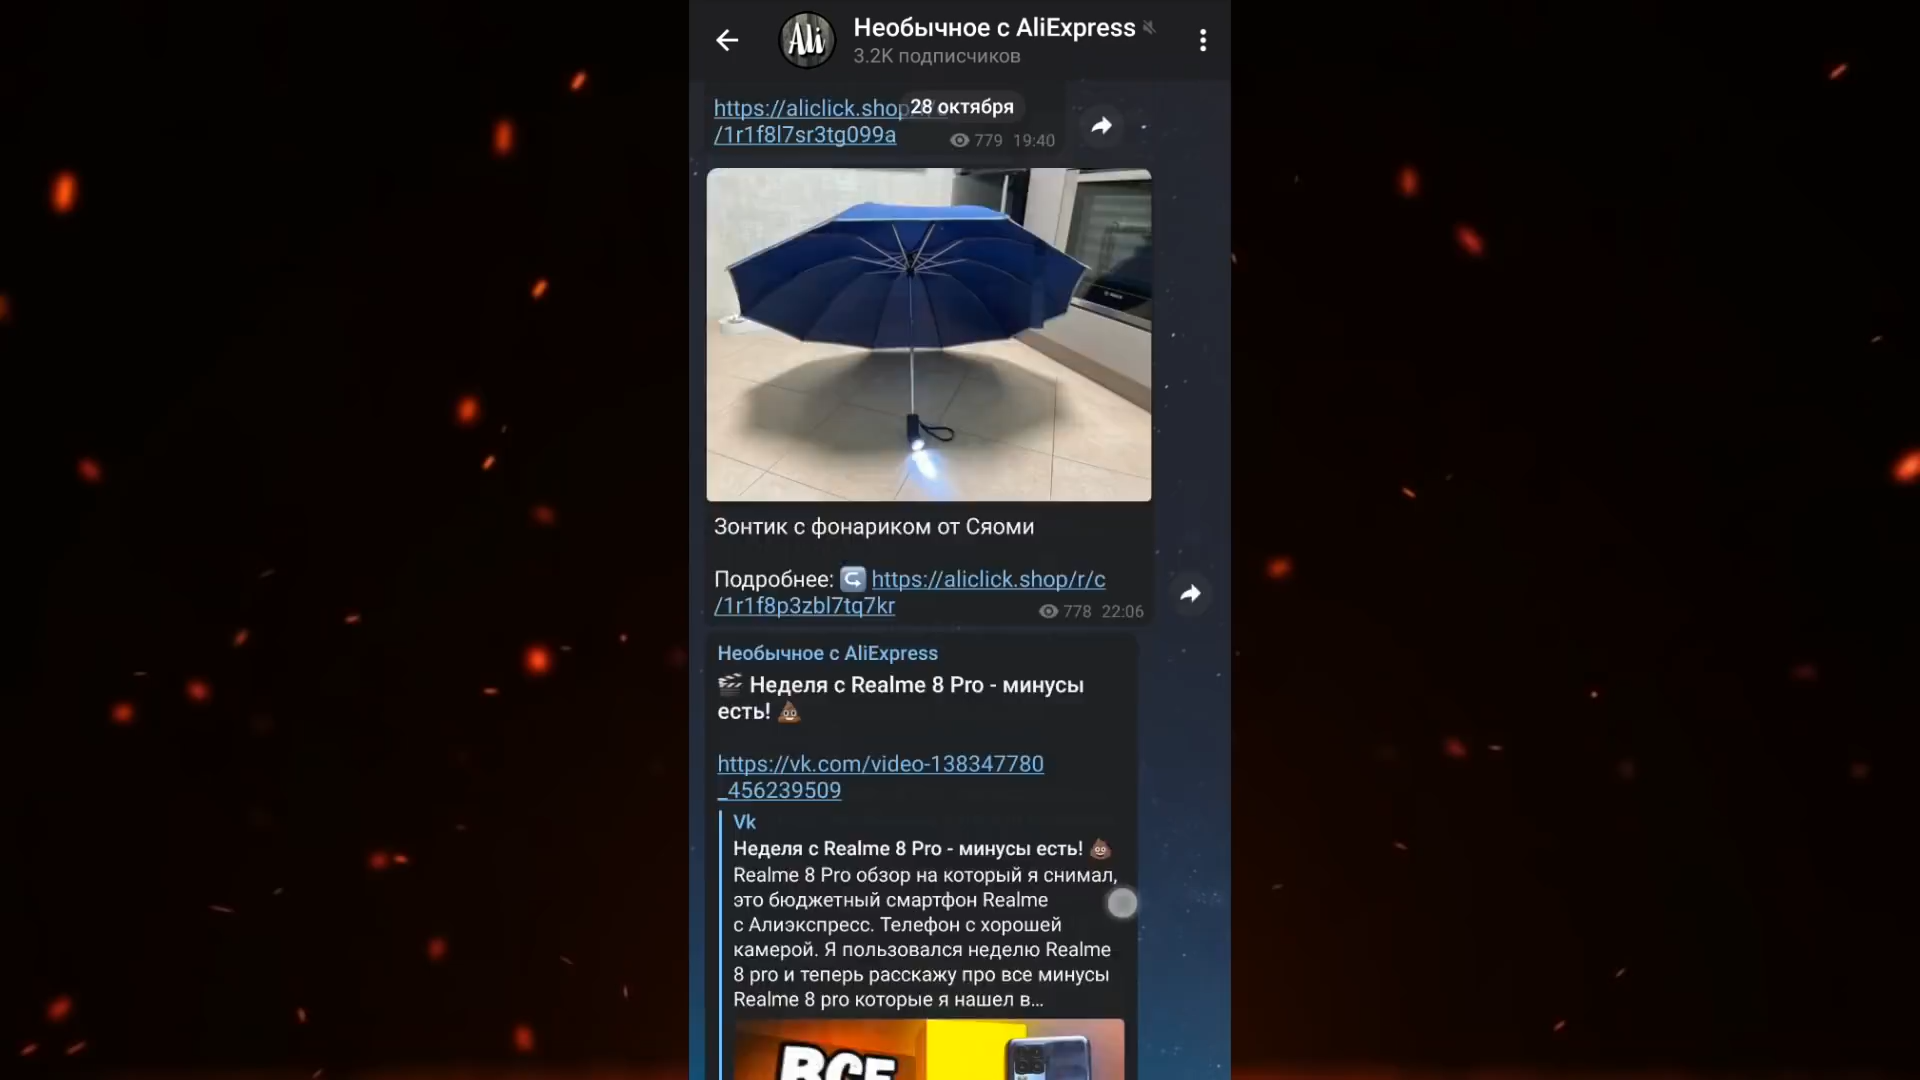 Ali
Необычное с AliExpress
3.2K подписчиков
28 октября
https://aliclick.shop
/1r1f8l7sr3tg099a
779 19:40
Зонтик с фонариком от Сяоми
Подробнее: https://aliclick.shop/r/c
/1r1f8p3zbl7tq7kr
778 22:06
Необычное с AliExpress
🎬 Неделя с Realme 8 Pro - минусы
есть! 💩
https://vk.com/video-138347780
_456239509
Vk
Неделя с Realme 8 Pro - минусы есть! 💩
Realme 8 Pro обзор на который я снимал,
это бюджетный смартфон Realme
с Алиэкспресс. Телефон с хорошей
камерой. Я пользовался неделю Realme
8 pro и теперь расскажу про все минусы
Realme 8 pro которые я нашел в...
ВСЕ